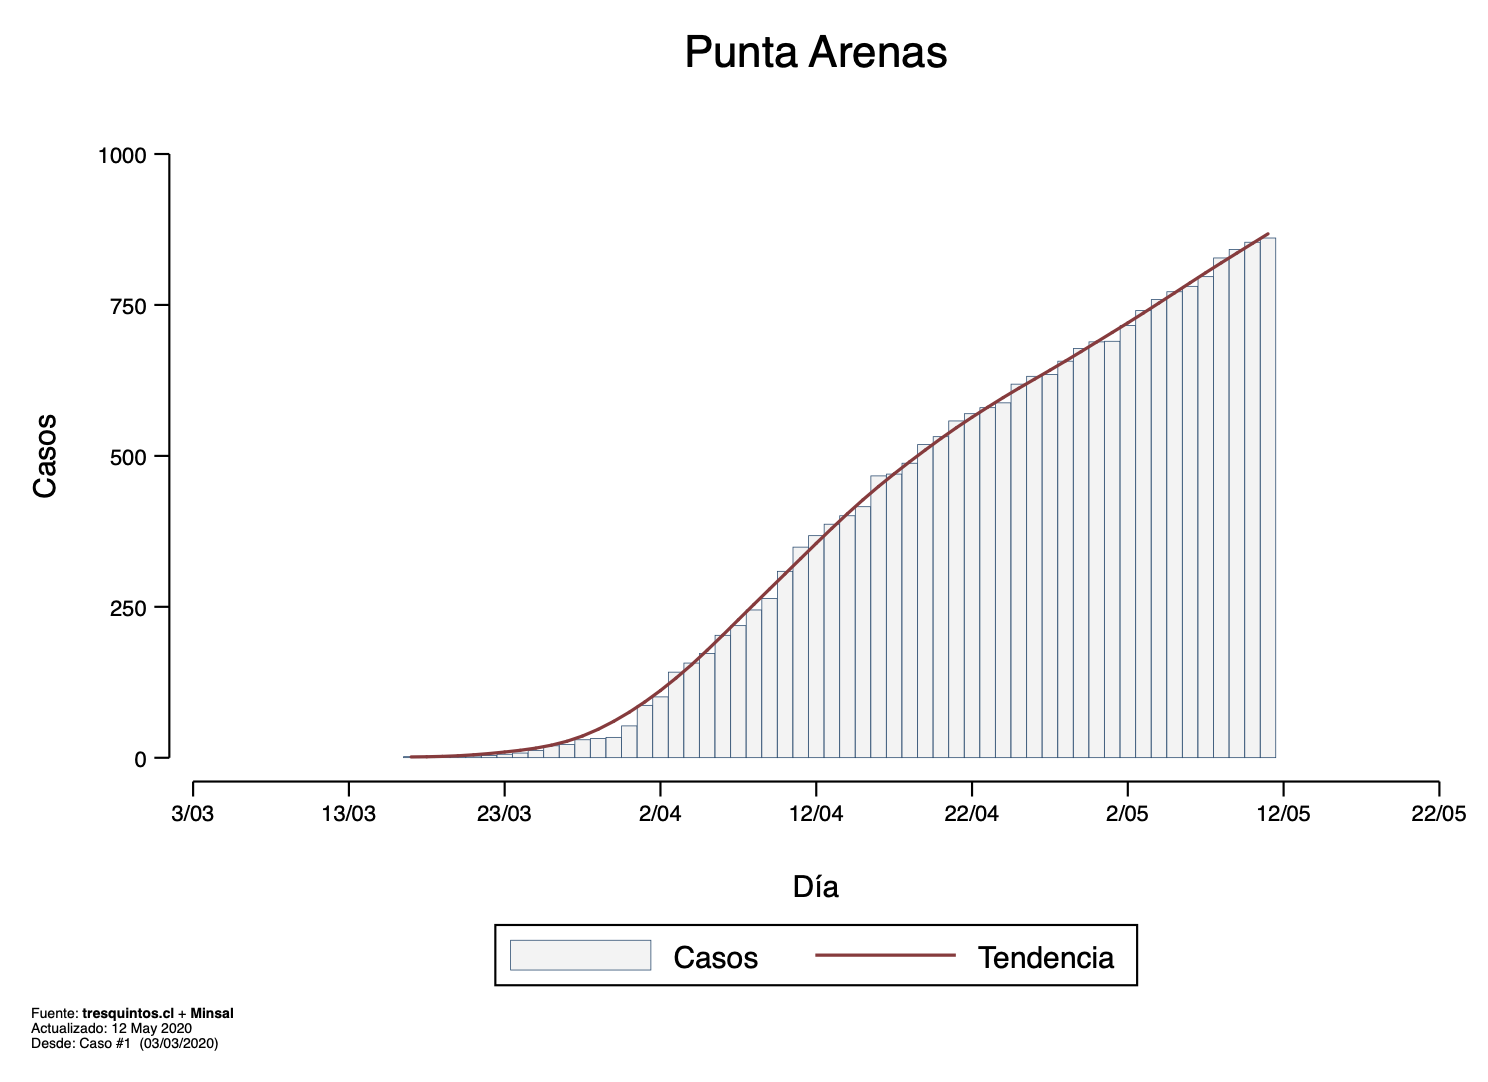 Punta Arenas
1000
750
500
250
0
Casos
3/03 13/03 23/03 2/04 12/04 22/04 2/05 12/05 22/05
Día
Casos Tendencia
Fuente: tresquintos.cl + Minsal
Actualizado: 12 May 2020
Desde: Caso #1 (03/03/2020)